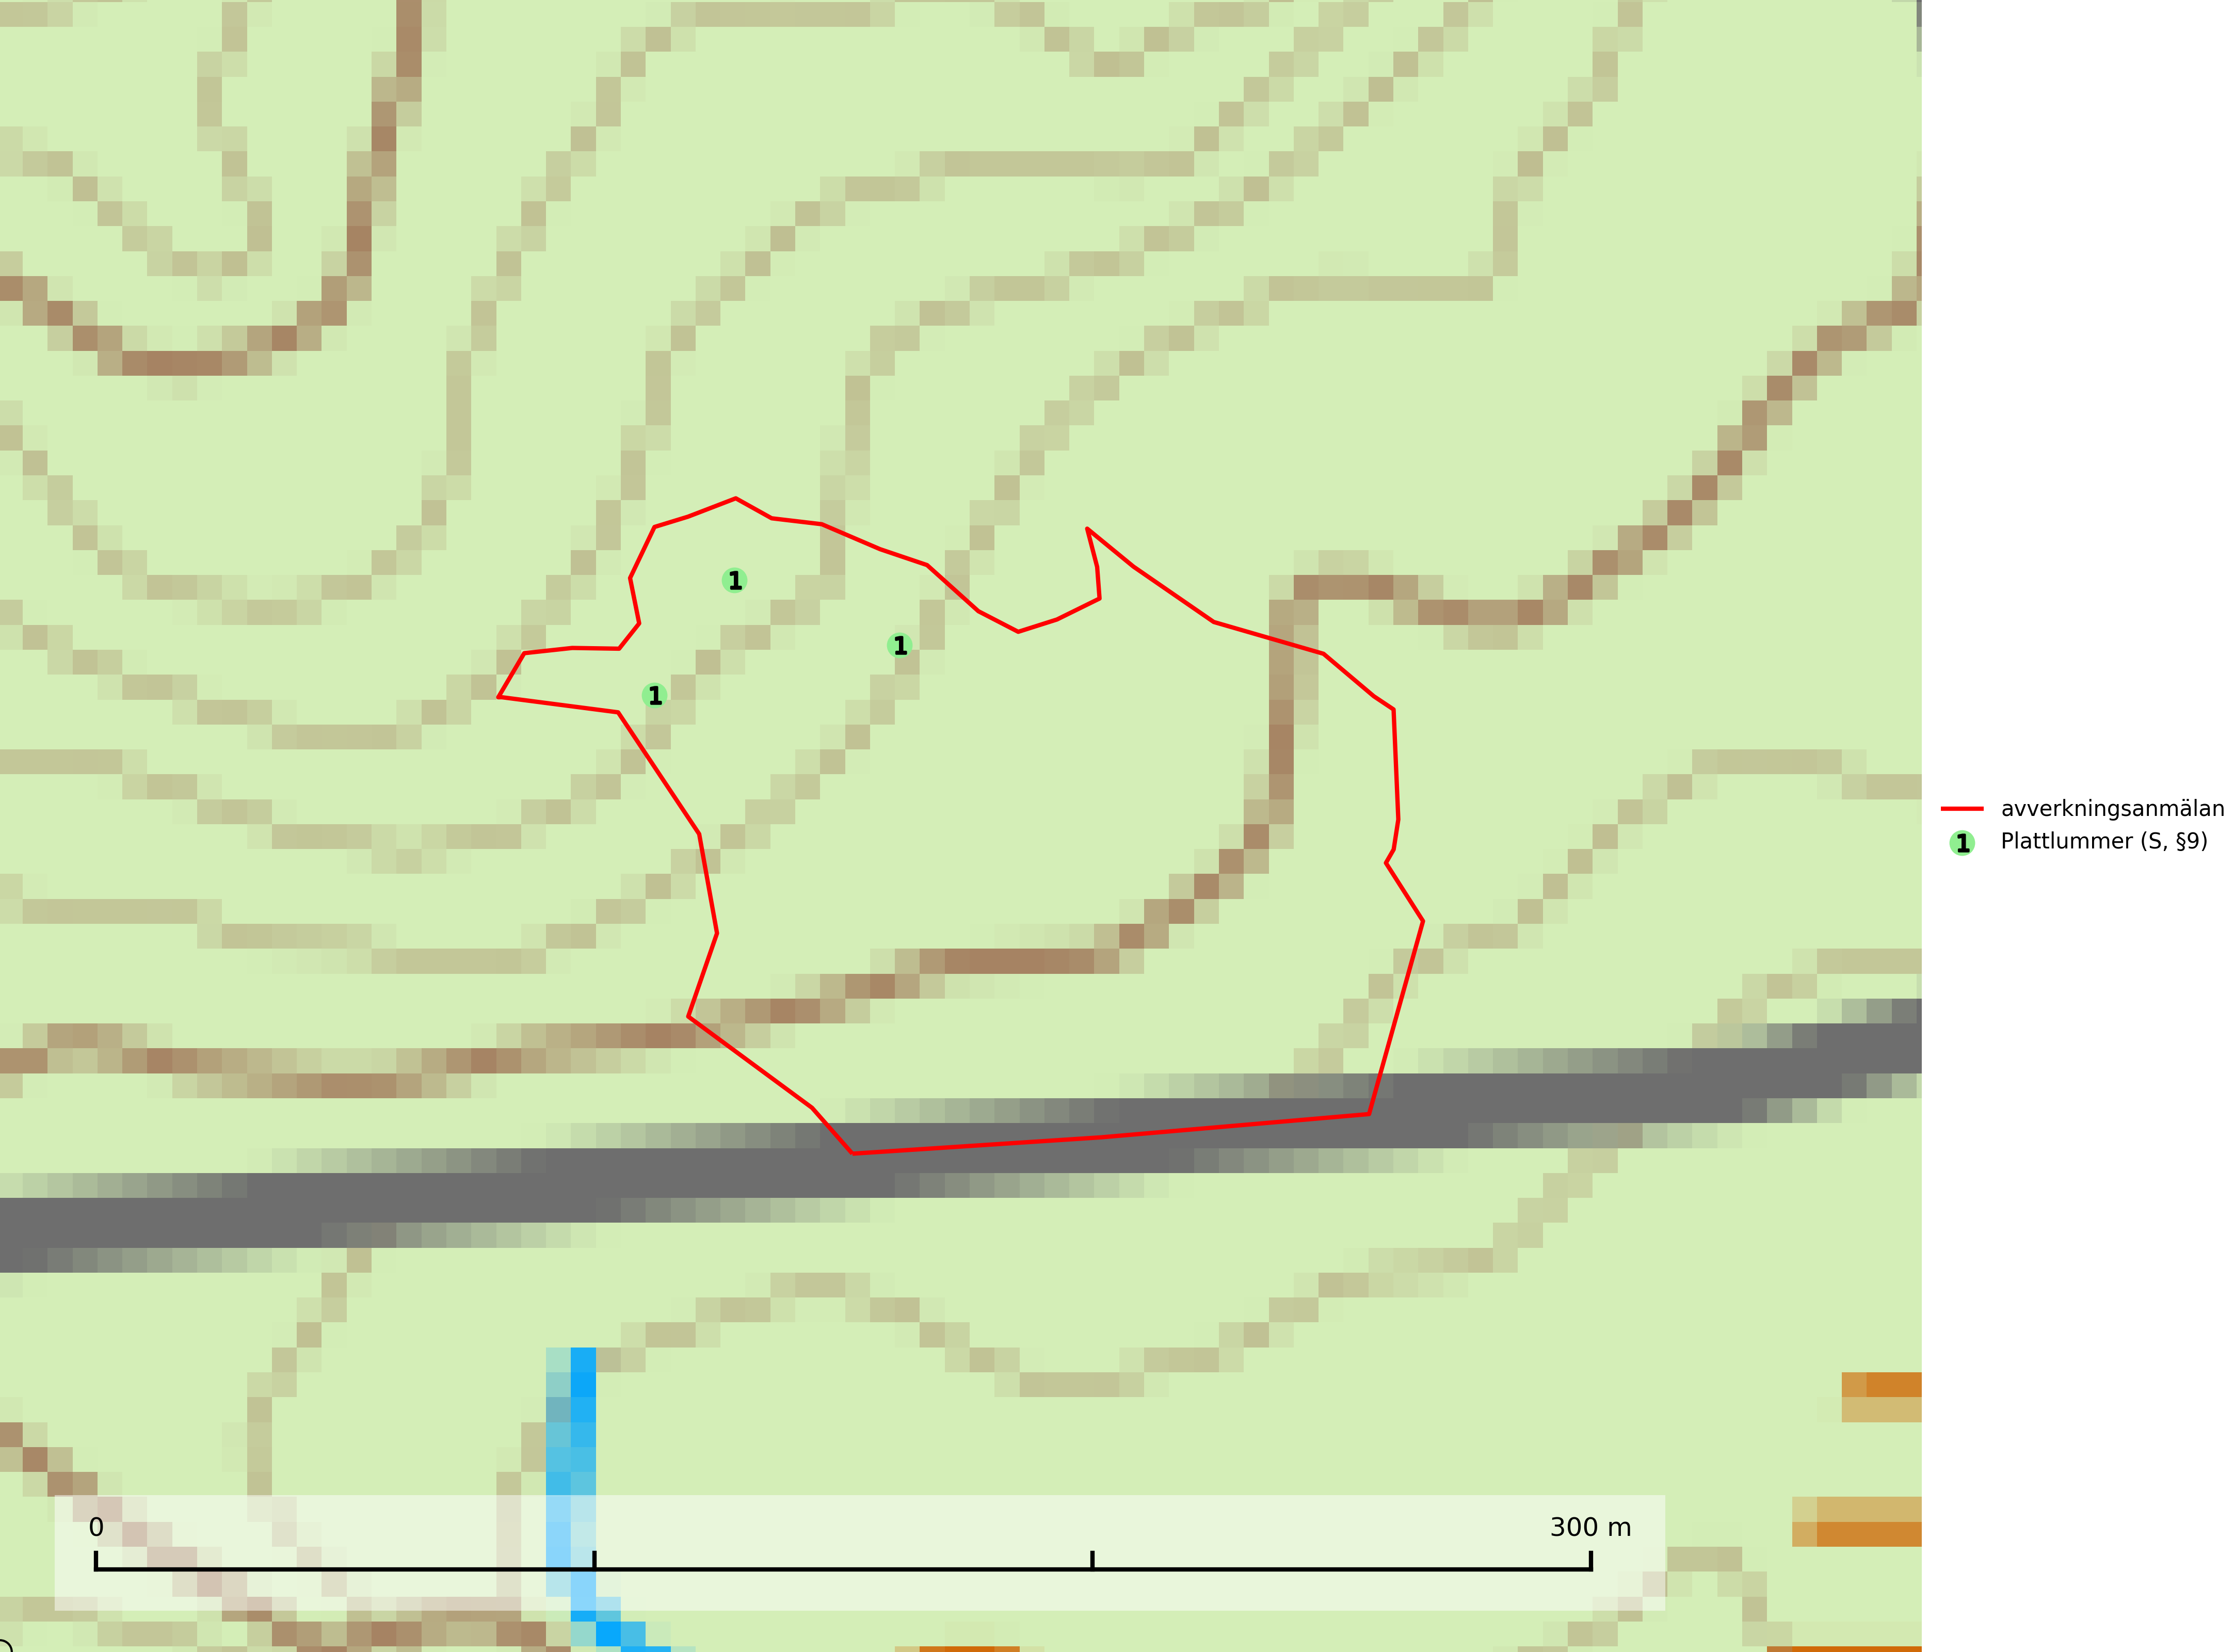 1
1
1
avverkningsanmälan
1 Plattlummer (S, §9)
0 300 m